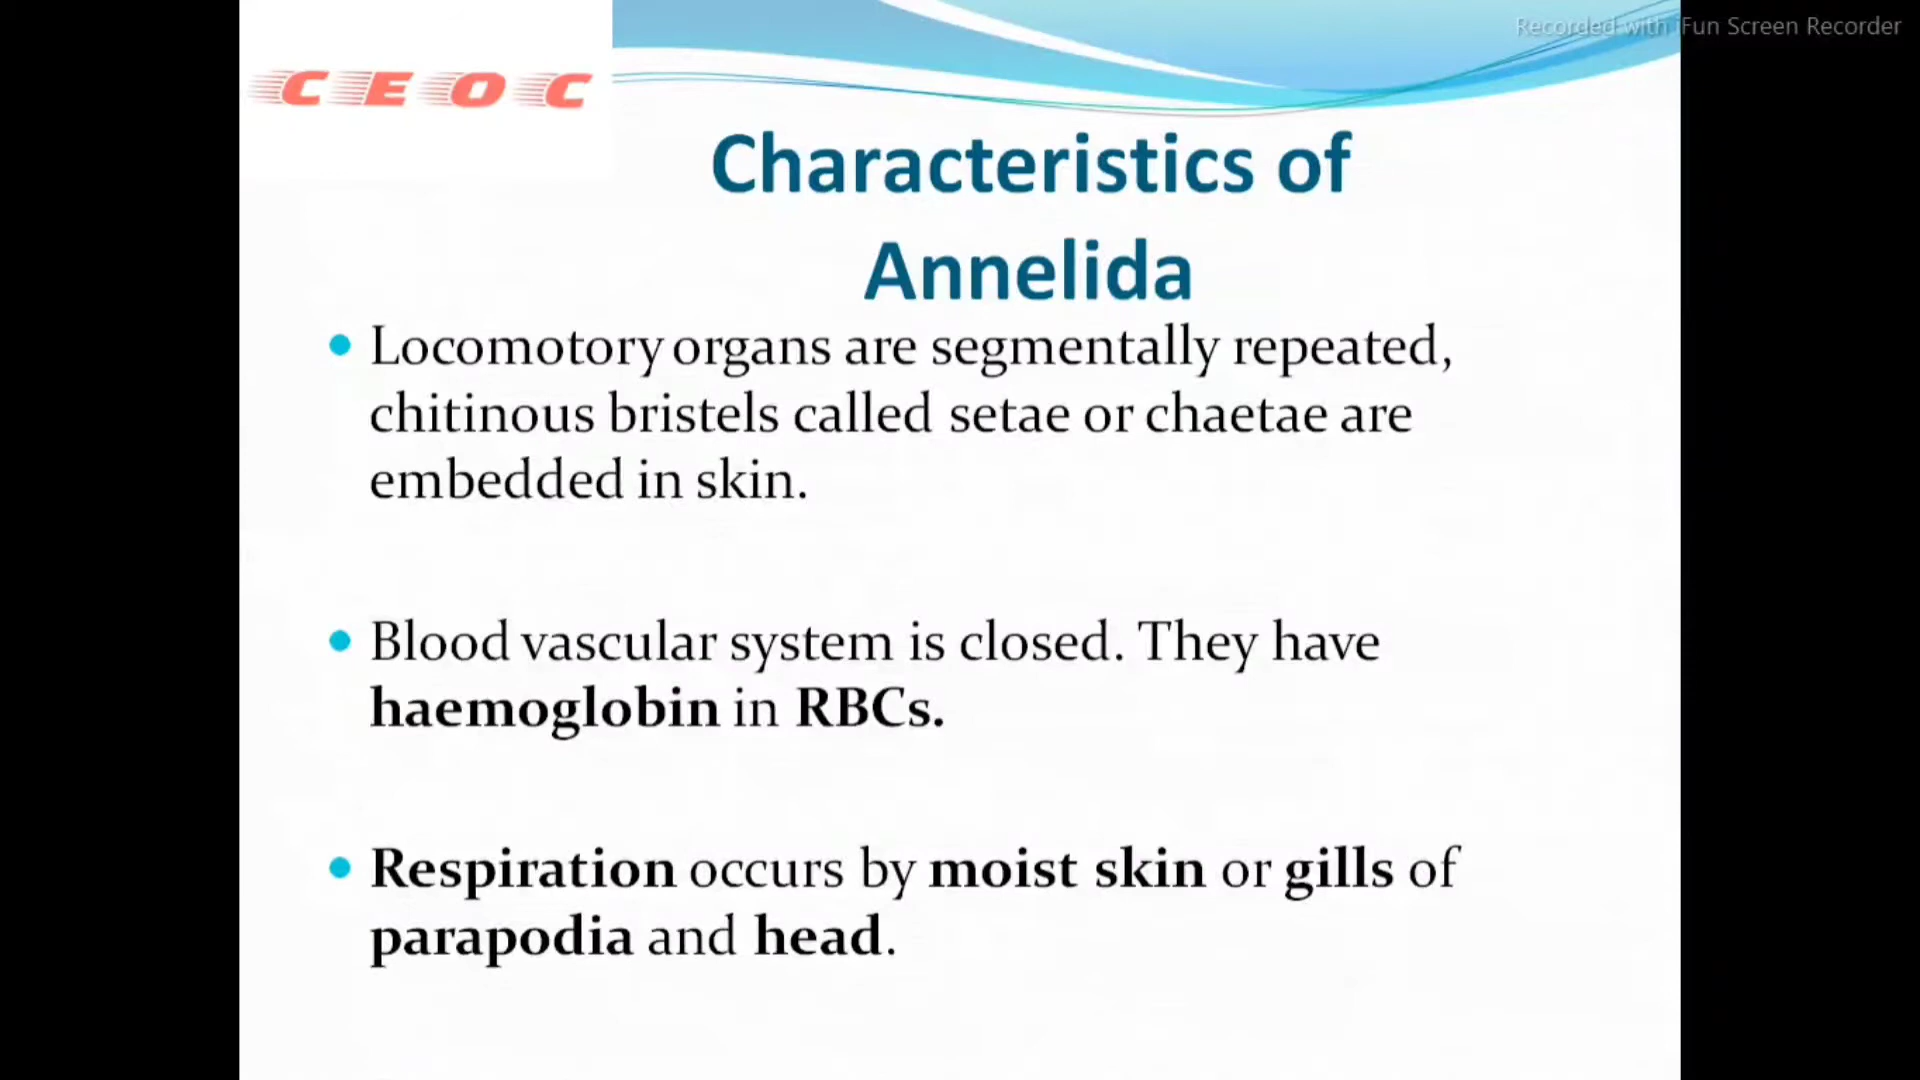 Recorded with iFun Screen Recorder
CEOC
Characteristics of
Annelida
• Locomotory organs are segmentally repeated,
chitinous bristels called setae or chaetae are
embedded in skin.
• Blood vascular system is closed. They have
haemoglobin in RBCs.
• Respiration occurs by moist skin or gills of
parapodia and head.